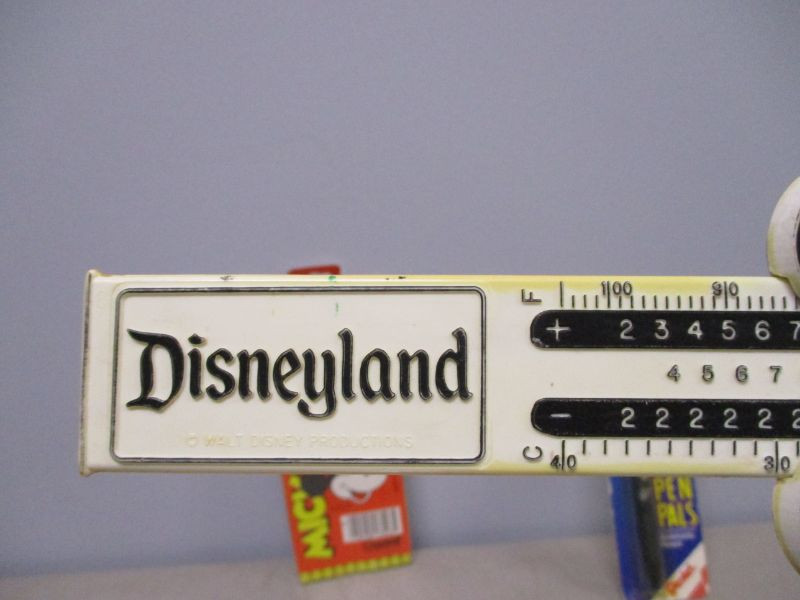 Disneyland
© WALT DISNEY PRODUCTIONS
F 100 90
+ 2 3 4 5 6 7
4 5 6 7
- 2 2 2 2 2 2
C 40 30
MIC
PEN
PALS